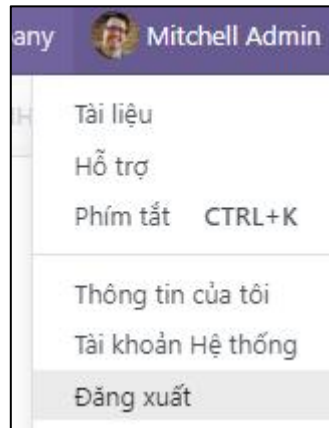 any Mitchell Admin
Tài liệu
Hỗ trợ
Phím tắt CTRL+K
Thông tin của tôi
Tài khoản Hệ thống
Đăng xuất